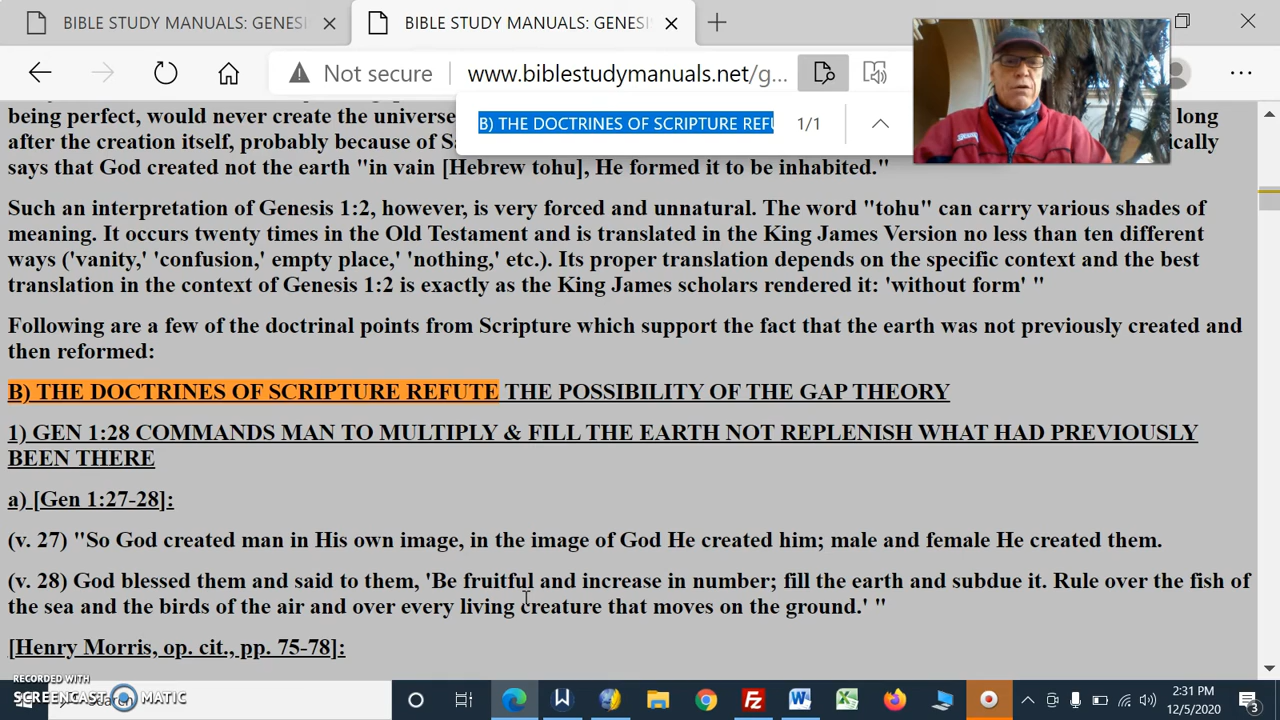 BIBLE STUDY MANUALS: GENESI
BIBLE STUDY MANUALS: GENESI
Not secure
www.biblestudymanuals.net/g...
B) THE DOCTRINES OF SCRIPTURE REFU
1/1
being perfect, would never create the universe long
after the creation itself, probably because of Sa ically
says that God created not the earth "in vain [Hebrew tohu], He formed it to be inhabited."
Such an interpretation of Genesis 1:2, however, is very forced and unnatural. The word "tohu" can carry various shades of
meaning. It occurs twenty times in the Old Testament and is translated in the King James Version no less than ten different
ways ('vanity,' 'confusion,' empty place,' 'nothing,' etc.). Its proper translation depends on the specific context and the best
translation in the context of Genesis 1:2 is exactly as the King James scholars rendered it: 'without form' "
Following are a few of the doctrinal points from Scripture which support the fact that the earth was not previously created and
then reformed:
B) THE DOCTRINES OF SCRIPTURE REFUTE THE POSSIBILITY OF THE GAP THEORY
1) GEN 1:28 COMMANDS MAN TO MULTIPLY & FILL THE EARTH NOT REPLENISH WHAT HAD PREVIOUSLY
BEEN THERE
a) [Gen 1:27-28]:
(v. 27) "So God created man in His own image, in the image of God He created him; male and female He created them.
(v. 28) God blessed them and said to them, 'Be fruitful and increase in number; fill the earth and subdue it. Rule over the fish of
the sea and the birds of the air and over every living creature that moves on the ground.' "
[Henry Morris, op. cit., pp. 75-78]:
RECORDED WITH
SCREENCAST MATIC
2:31 PM
12/5/2020
3